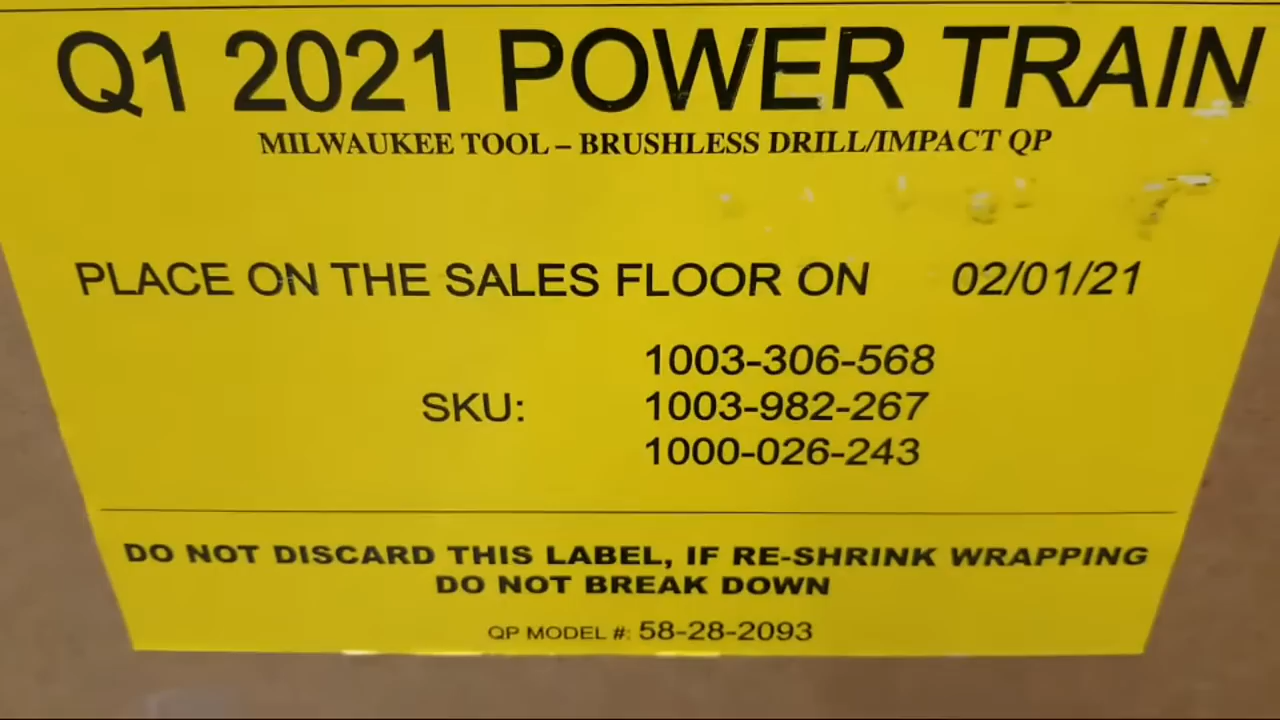 Q1 2021 POWER TRAIN
MILWAUKEE TOOL – BRUSHLESS DRILL/IMPACT QP
PLACE ON THE SALES FLOOR ON 02/01/21
1003-306-568
SKU: 1003-982-267
1000-026-243
DO NOT DISCARD THIS LABEL, IF RE-SHRINK WRAPPING
DO NOT BREAK DOWN
QP MODEL #: 58-28-2093